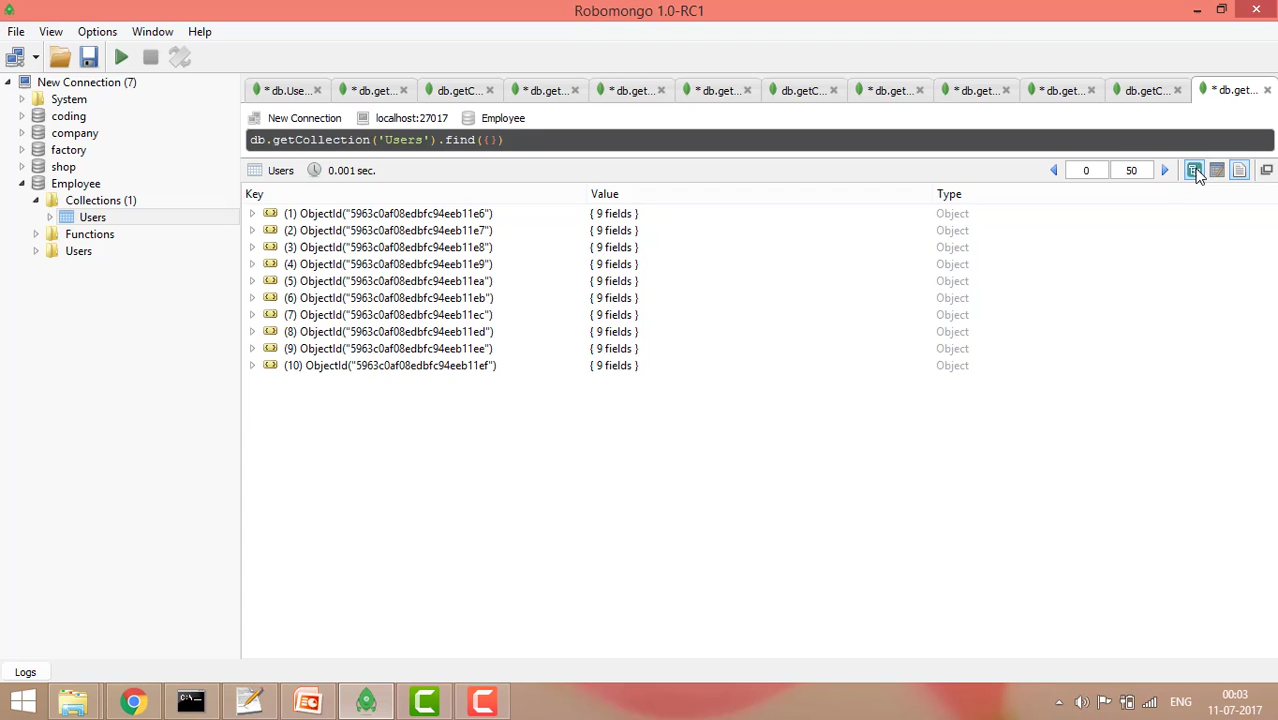 Robomongo 1.0-RC1
File View Options Window Help
New Connection (7)
System
coding
company
factory
shop
Employee
Collections (1)
Users
Functions
Users
* db.Use... * db.get... db.getC... * db.get... * db.get... * db.get... db.getC... * db.get... * db.get... * db.get... db.getC... * db.get...
New Connection localhost:27017 Employee
db.getCollection('Users').find({})
Users 0.001 sec. 0 50
Key Value Type
(1) ObjectId("5963c0af08edbfc94eeb11e6") { 9 fields } Object
(2) ObjectId("5963c0af08edbfc94eeb11e7") { 9 fields } Object
(3) ObjectId("5963c0af08edbfc94eeb11e8") { 9 fields } Object
(4) ObjectId("5963c0af08edbfc94eeb11e9") { 9 fields } Object
(5) ObjectId("5963c0af08edbfc94eeb11ea") { 9 fields } Object
(6) ObjectId("5963c0af08edbfc94eeb11eb") { 9 fields } Object
(7) ObjectId("5963c0af08edbfc94eeb11ec") { 9 fields } Object
(8) ObjectId("5963c0af08edbfc94eeb11ed") { 9 fields } Object
(9) ObjectId("5963c0af08edbfc94eeb11ee") { 9 fields } Object
(10) ObjectId("5963c0af08edbfc94eeb11ef") { 9 fields } Object
Logs
ENG
00:03
11-07-2017